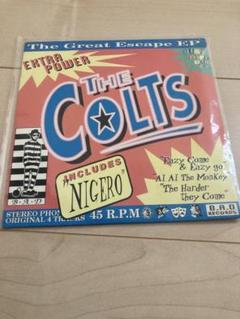 The Great Escape EP
EXTRA POWER
THE
COLTS
INCLUDES
"NIGERO"
"Eazy Come
& Eazy go"
"AI AI The Monkey"
"The Harder
They Come"
STEREO PHO
ORIGINAL 4 TRACKS
45 R.P.M
RECORDS